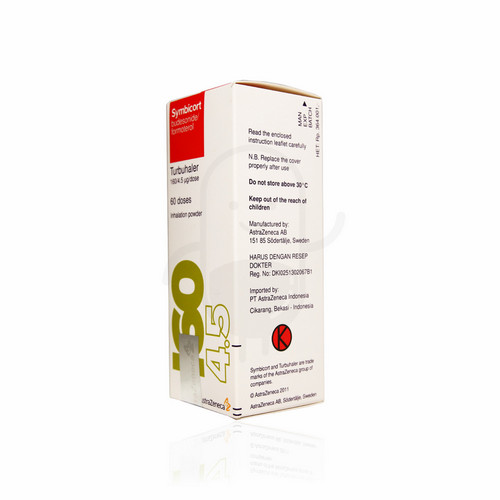 Symbicort
budesonide/
formoterol
Turbuhaler
160/4.5 µg/dose
60 doses
Inhalation powder
160
4.5
AstraZeneca
MAN
EXP
BATCH
HET Rp. 364.001,-
Read the enclosed
instruction leaflet carefully
N.B. Replace the cover
properly after use
Do not store above 30°C
Keep out of the reach of
children
Manufactured by:
AstraZeneca AB
151 85 Södertälje, Sweden
HARUS DENGAN RESEP
DOKTER
Reg. No: DKI0251302067B1
Imported by:
PT AstraZeneca Indonesia
Cikarang, Bekasi - Indonesia
K
Symbicort and Turbuhaler are trade
marks of the AstraZeneca group of
companies.
© AstraZeneca 2011
AstraZeneca AB, Södertälje, Sweden